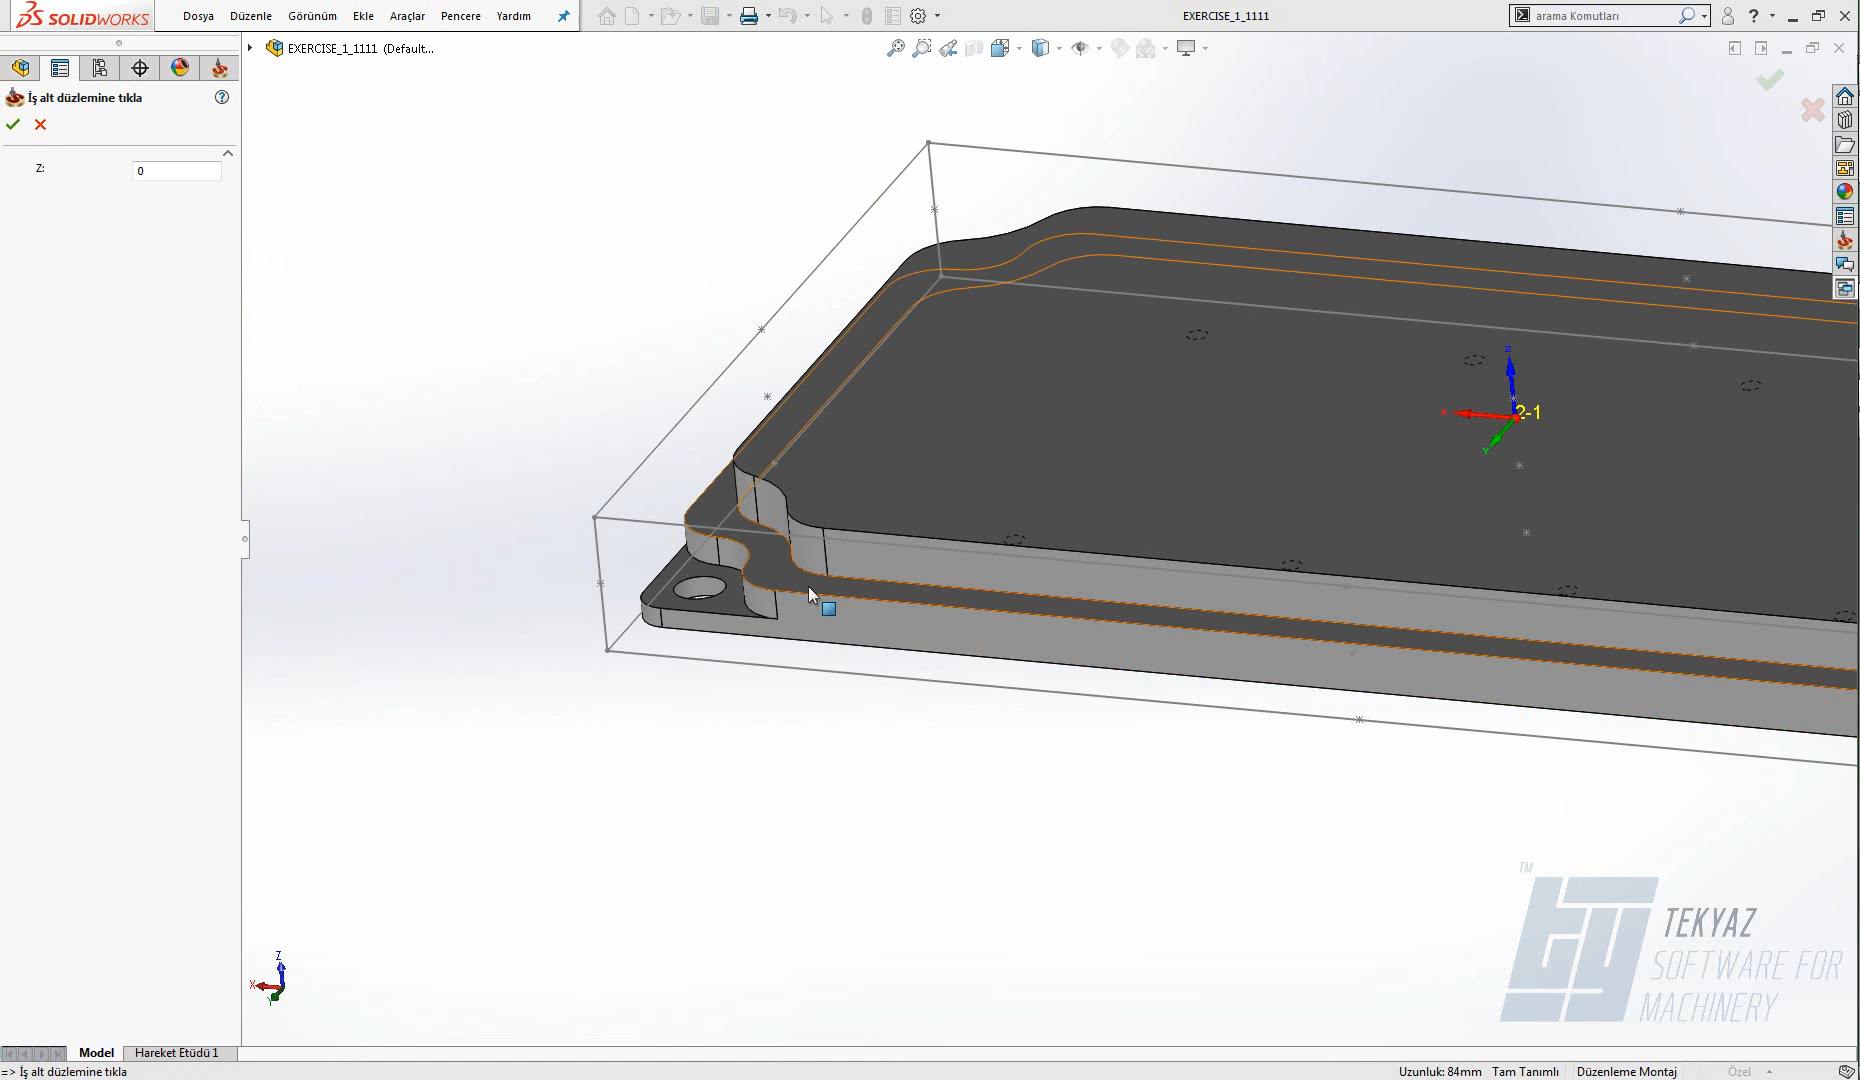 SOLIDWORKS
Dosya Düzenle Görünüm Ekle Araçlar Pencere Yardım
EXERCISE_1_1111
arama Komutları
EXERCISE_1_1111 (Default...
İş alt düzlemine tıkla
Z: 0
Z
X
2-1
Y
TM
TEKYAZ
SOFTWARE FOR
MACHINERY
Z
X
Y
Model Hareket Etüdü 1
=> İş alt düzlemine tıkla
Uzunluk: 84mm Tam Tanımlı Düzenleme Montaj Özel